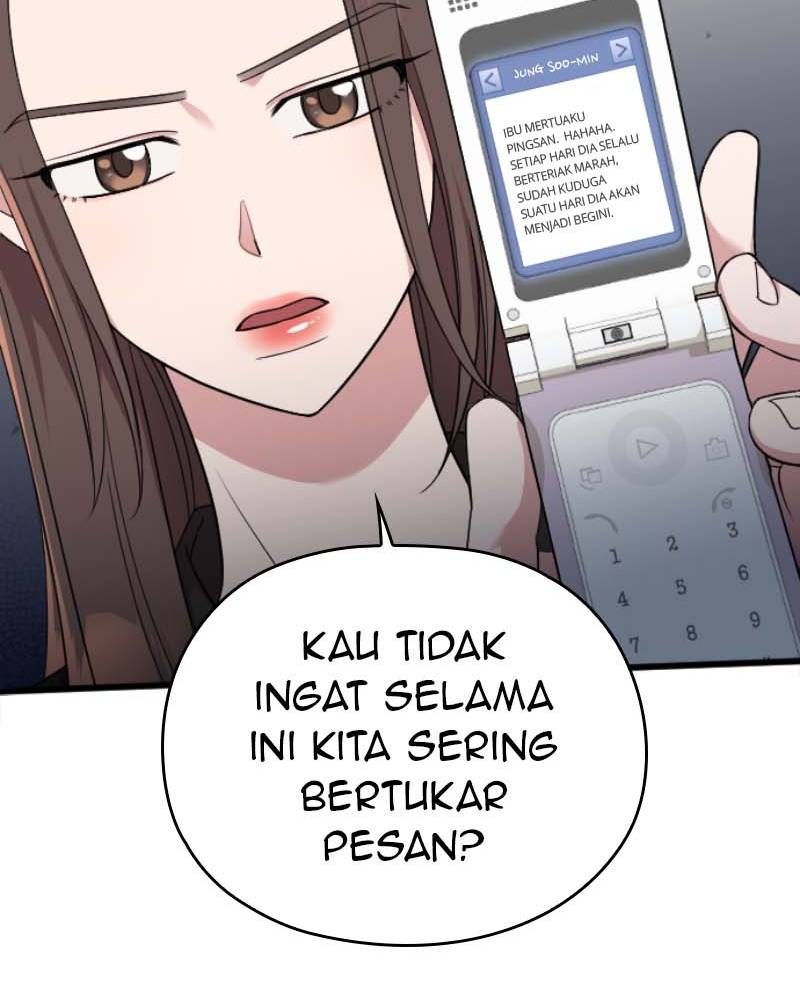 JUNG SOO-MIN
IBU MERTUAKU
PINGSAN. HAHAHA.
SETIAP HARI DIA SELALU
BERTERIAK MARAH,
SUDAH KUDUGA
SUATU HARI DIA AKAN
MENJADI BEGINI.
1 2 3
4 5 6
7 8 9
KAU TIDAK
INGAT SELAMA
INI KITA SERING
BERTUKAR
PESAN?